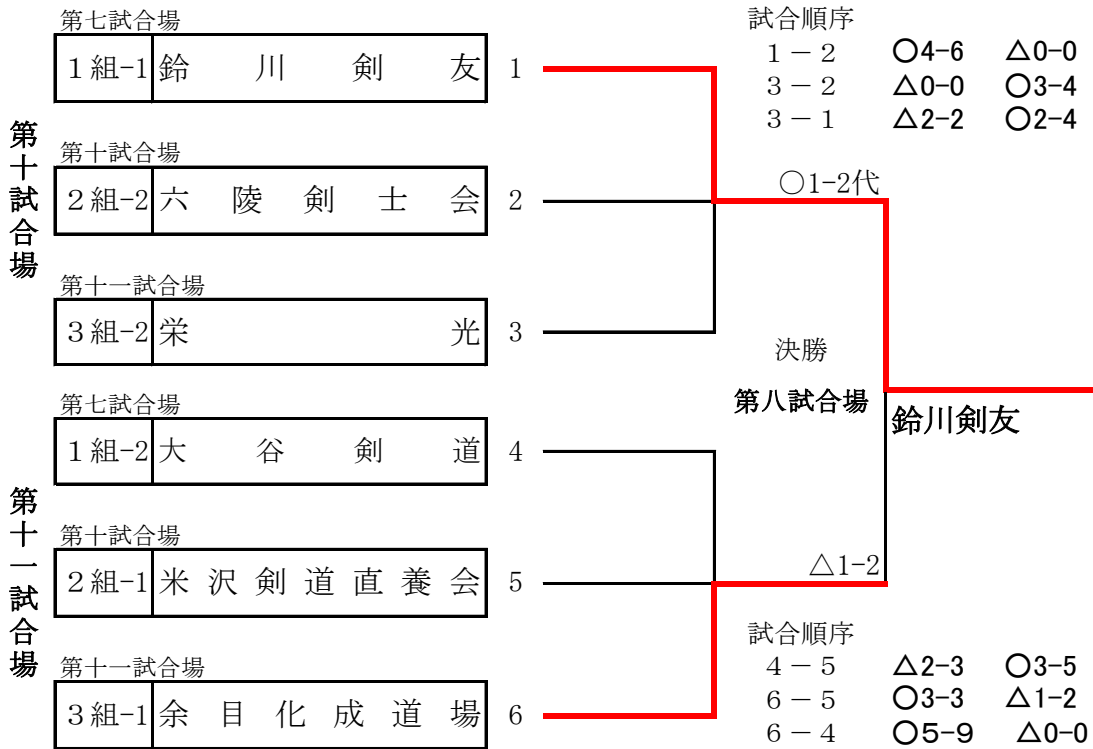 第七試合場
1組-1 鈴川剣友 1
第十試合場
第十試合場
2組-2 六陵剣士会 2
第十一試合場
3組-2 栄光 3
試合順序
1－2 ○4-6 △0-0
3－2 △0-0 ○3-4
3－1 △2-2 ○2-4
○1-2代
決勝
第八試合場
鈴川剣友
第七試合場
1組-2 大谷剣道 4
第十一試合場
第十試合場
2組-1 米沢剣道直養会 5
△1-2
第十一試合場
3組-1 余目化成道場 6
試合順序
4－5 △2-3 ○3-5
6－5 ○3-3 △1-2
6－4 ○5-9 △0-0